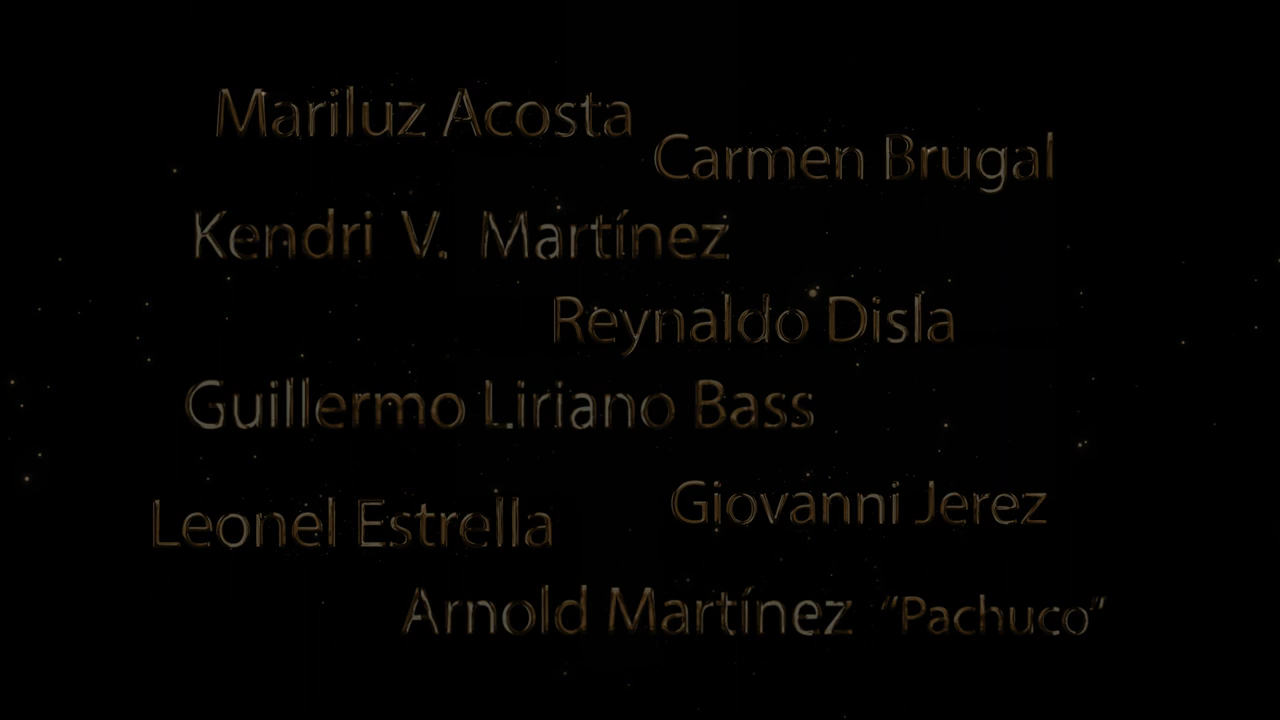 Mariluz Acosta
Carmen Brugal
Kendri V. Martínez
Reynaldo Disla
Guillermo Liriano Bass
Giovanni Jerez
Leonel Estrella
Arnold Martínez “Pachuco”